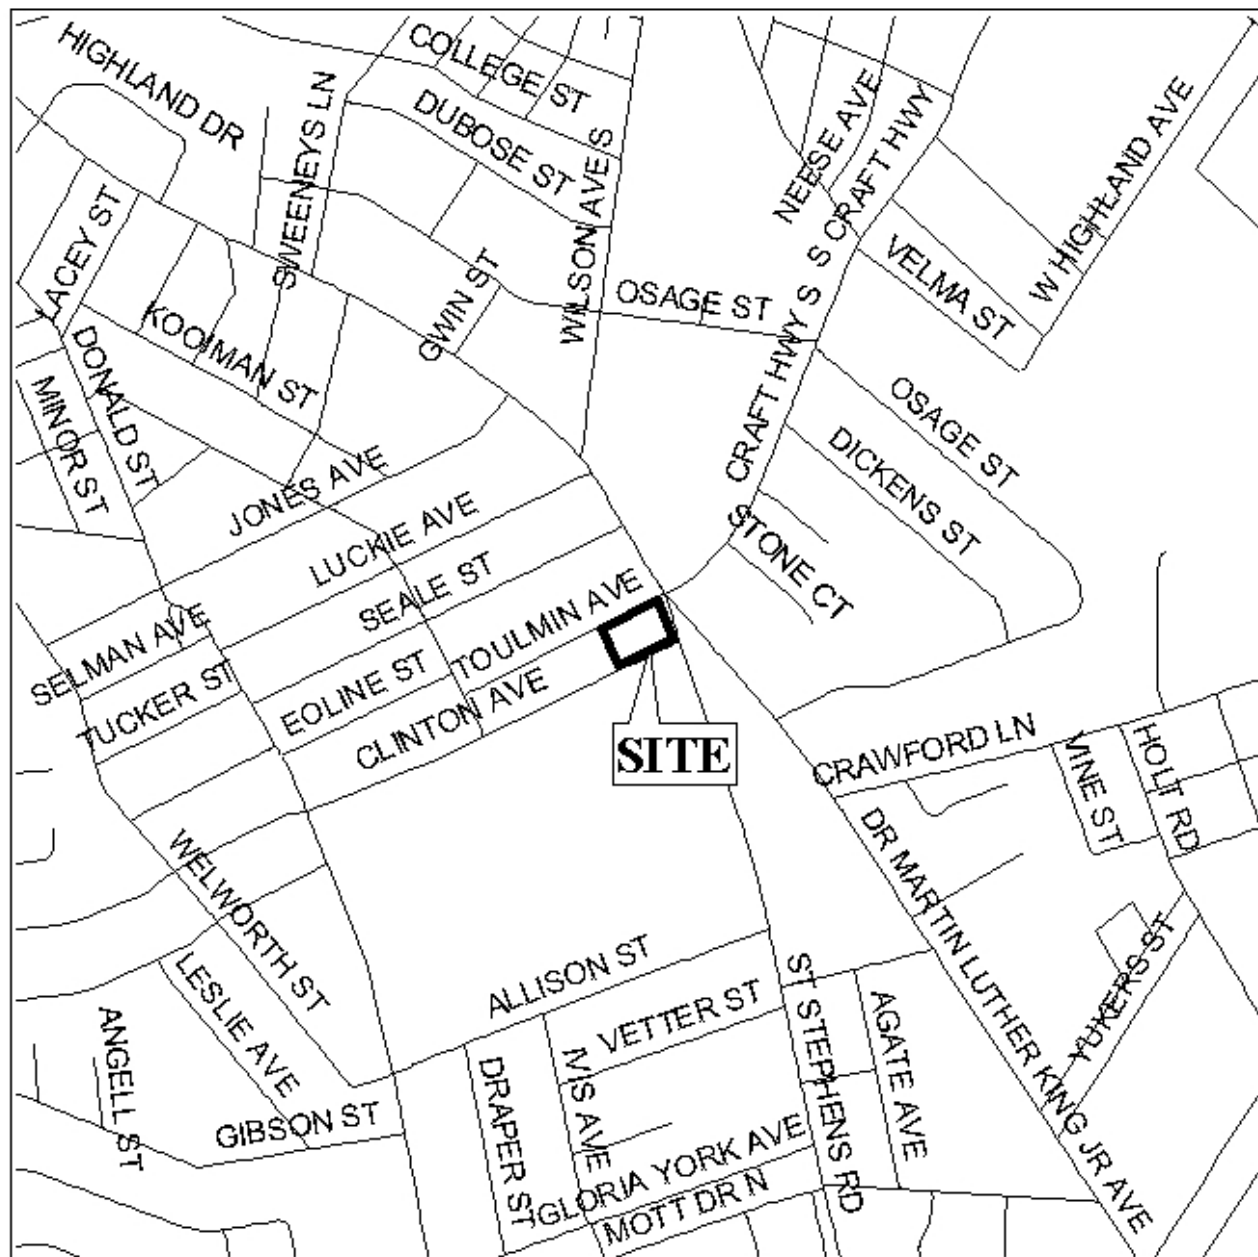 HIGHLAND DR
COLLEGE ST
DUBOSE ST
SWEENEYS LN
WILSON AVE S
NEESE AVE
S CRAFT HWY
W HIGHLAND AVE
LACEY ST
KOOIMAN ST
GWIN ST
OSAGE ST
VELMA ST
CRAFT HWY S
MINOR ST
DONALD ST
OSAGE ST
DICKENS ST
JONES AVE
LUCKIE AVE
STONE CT
SEALE ST
TOULMIN AVE
SELMAN AVE
TUCKER ST
EOLINE ST
CLINTON AVE
SITE
CRAWFORD LN
VINE ST
HOLT RD
WELWORTH ST
DR MARTIN LUTHER KING JR AVE
LESLIE AVE
ALLISON ST
VETTER ST
ST STEPHENS RD
AGATE AVE
YUKERS ST
ANGELL ST
GIBSON ST
DRAPER ST
IVIS AVE
GLORIA YORK AVE
MOTT DR N